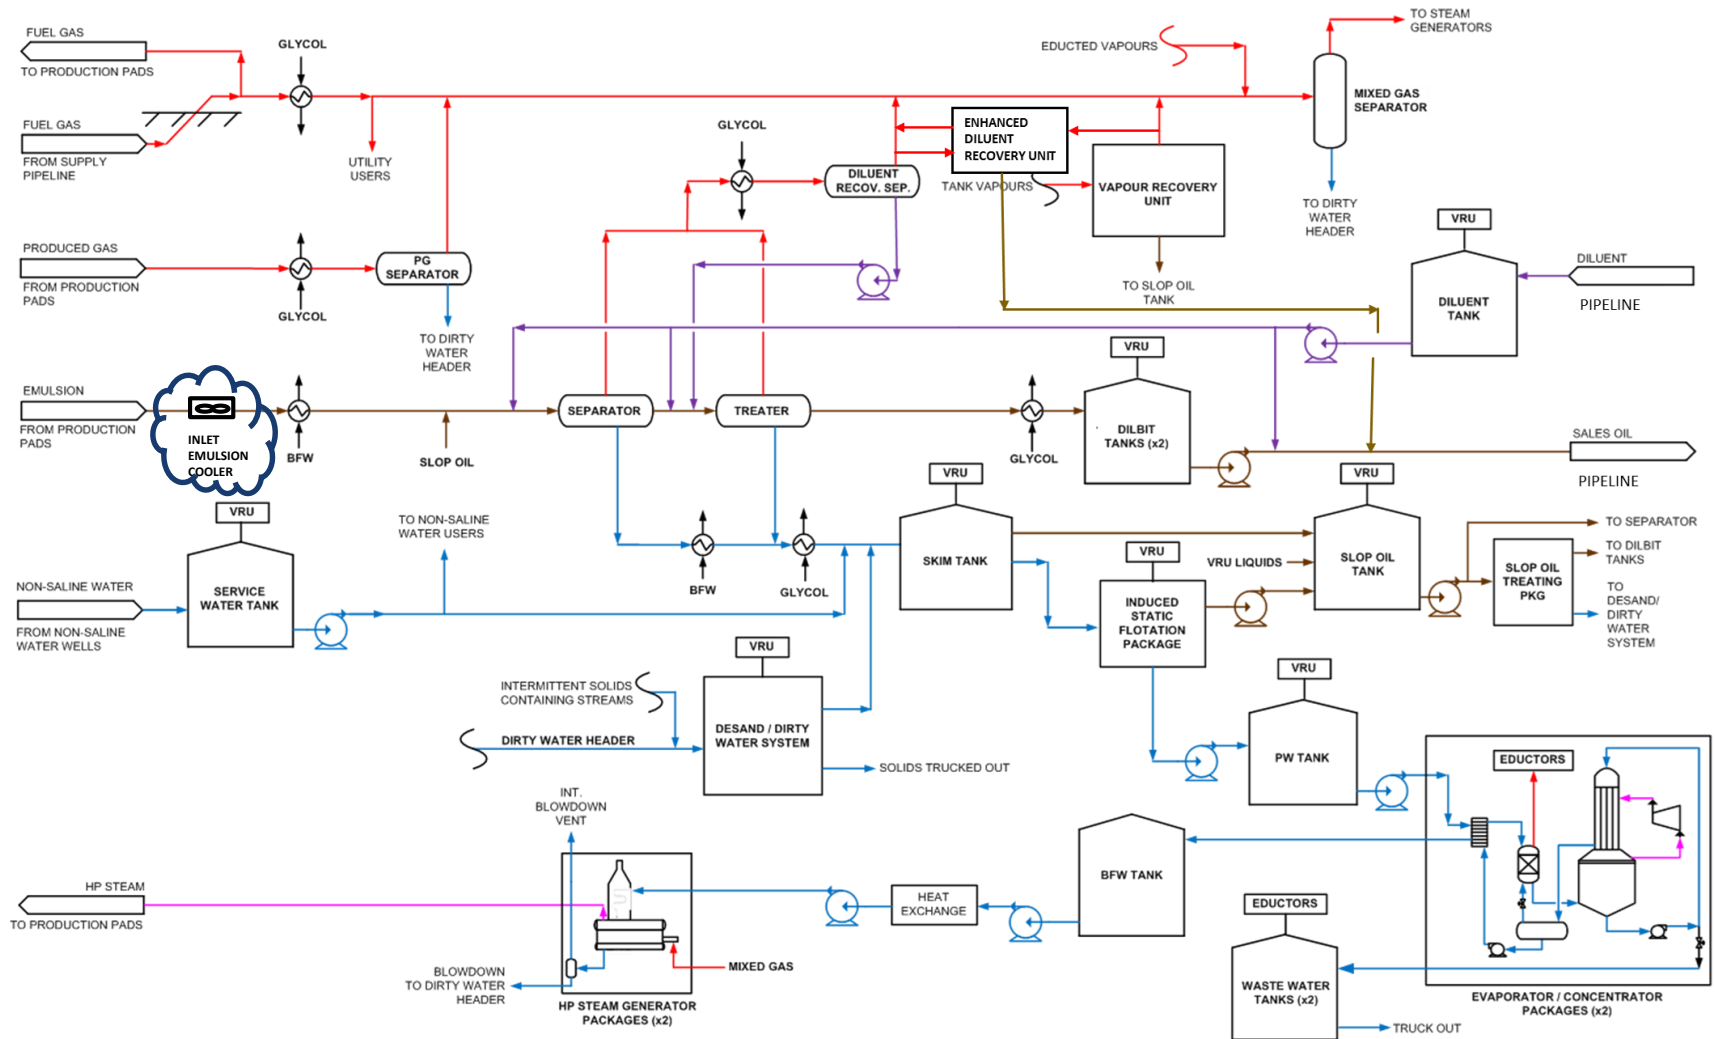 FUEL GAS
TO PRODUCTION PADS
GLYCOL
FUEL GAS
FROM SUPPLY
PIPELINE
UTILITY
USERS
EDUCTED VAPOURS
TO STEAM
GENERATORS
MIXED GAS
SEPARATOR
TO DIRTY
WATER
HEADER
GLYCOL
ENHANCED
DILUENT
RECOVERY UNIT
DILUENT
RECOV. SEP.
TANK VAPOURS
VAPOUR RECOVERY
UNIT
TO SLOP OIL
TANK
PRODUCED GAS
FROM PRODUCTION
PADS
GLYCOL
PG
SEPARATOR
TO DIRTY
WATER
HEADER
VRU
DILUENT
TANK
DILUENT
PIPELINE
EMULSION
FROM PRODUCTION
PADS
INLET
EMULSION
COOLER
BFW
SLOP OIL
SEPARATOR
TREATER
GLYCOL
VRU
DILBIT
TANKS (x2)
SALES OIL
PIPELINE
VRU
SERVICE
WATER TANK
NON-SALINE WATER
FROM NON-SALINE
WATER WELLS
TO NON-SALINE
WATER USERS
BFW
GLYCOL
VRU
SKIM TANK
VRU
INDUCED
STATIC
FLOTATION
PACKAGE
VRU LIQUIDS
VRU
SLOP OIL
TANK
SLOP OIL
TREATING
PKG
TO SEPARATOR
TO DILBIT
TANKS
TO
DESAND/
DIRTY
WATER
SYSTEM
INTERMITTENT SOLIDS
CONTAINING STREAMS
DIRTY WATER HEADER
VRU
DESAND / DIRTY
WATER SYSTEM
SOLIDS TRUCKED OUT
VRU
PW TANK
EDUCTORS
EVAPORATOR / CONCENTRATOR
PACKAGES (x2)
INT.
BLOWDOWN
VENT
HP STEAM
TO PRODUCTION PADS
BLOWDOWN
TO DIRTY WATER
HEADER
MIXED GAS
HP STEAM GENERATOR
PACKAGES (x2)
HEAT
EXCHANGE
BFW TANK
EDUCTORS
WASTE WATER
TANKS (x2)
TRUCK OUT